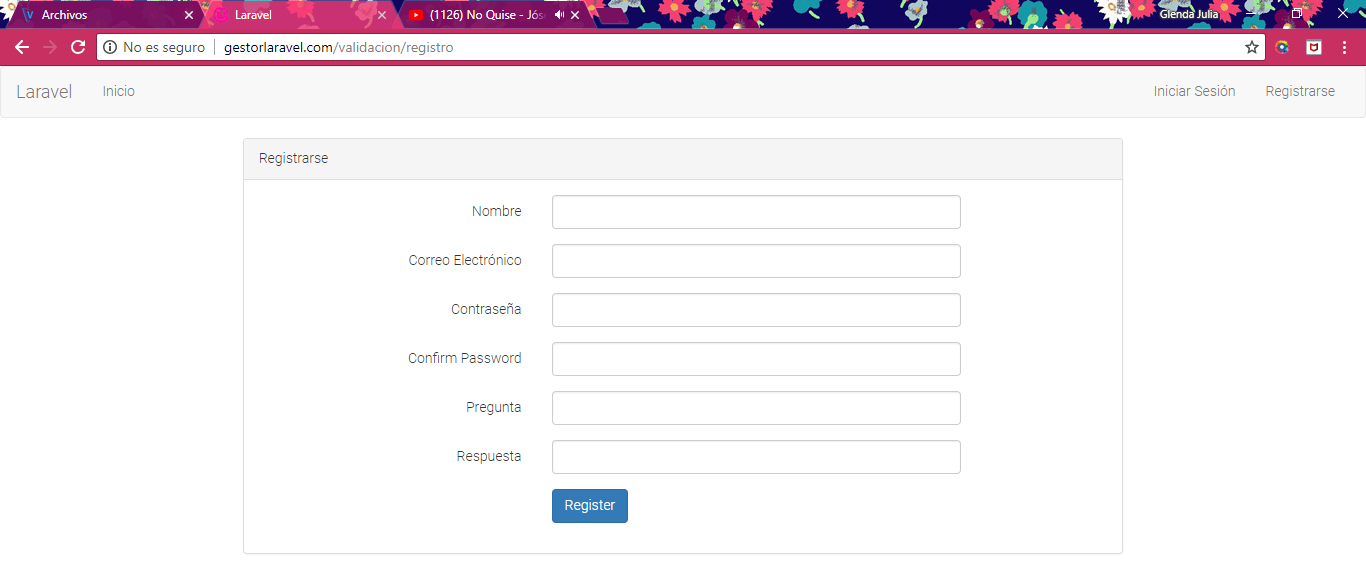 Archivos
Laravel
(1126) No Quise - Jós
Glenda Julia
No es seguro
gestorlaravel.com/validacion/registro
Laravel
Inicio
Iniciar Sesión
Registrarse
Registrarse
Nombre
Correo Electrónico
Contraseña
Confirm Password
Pregunta
Respuesta
Register